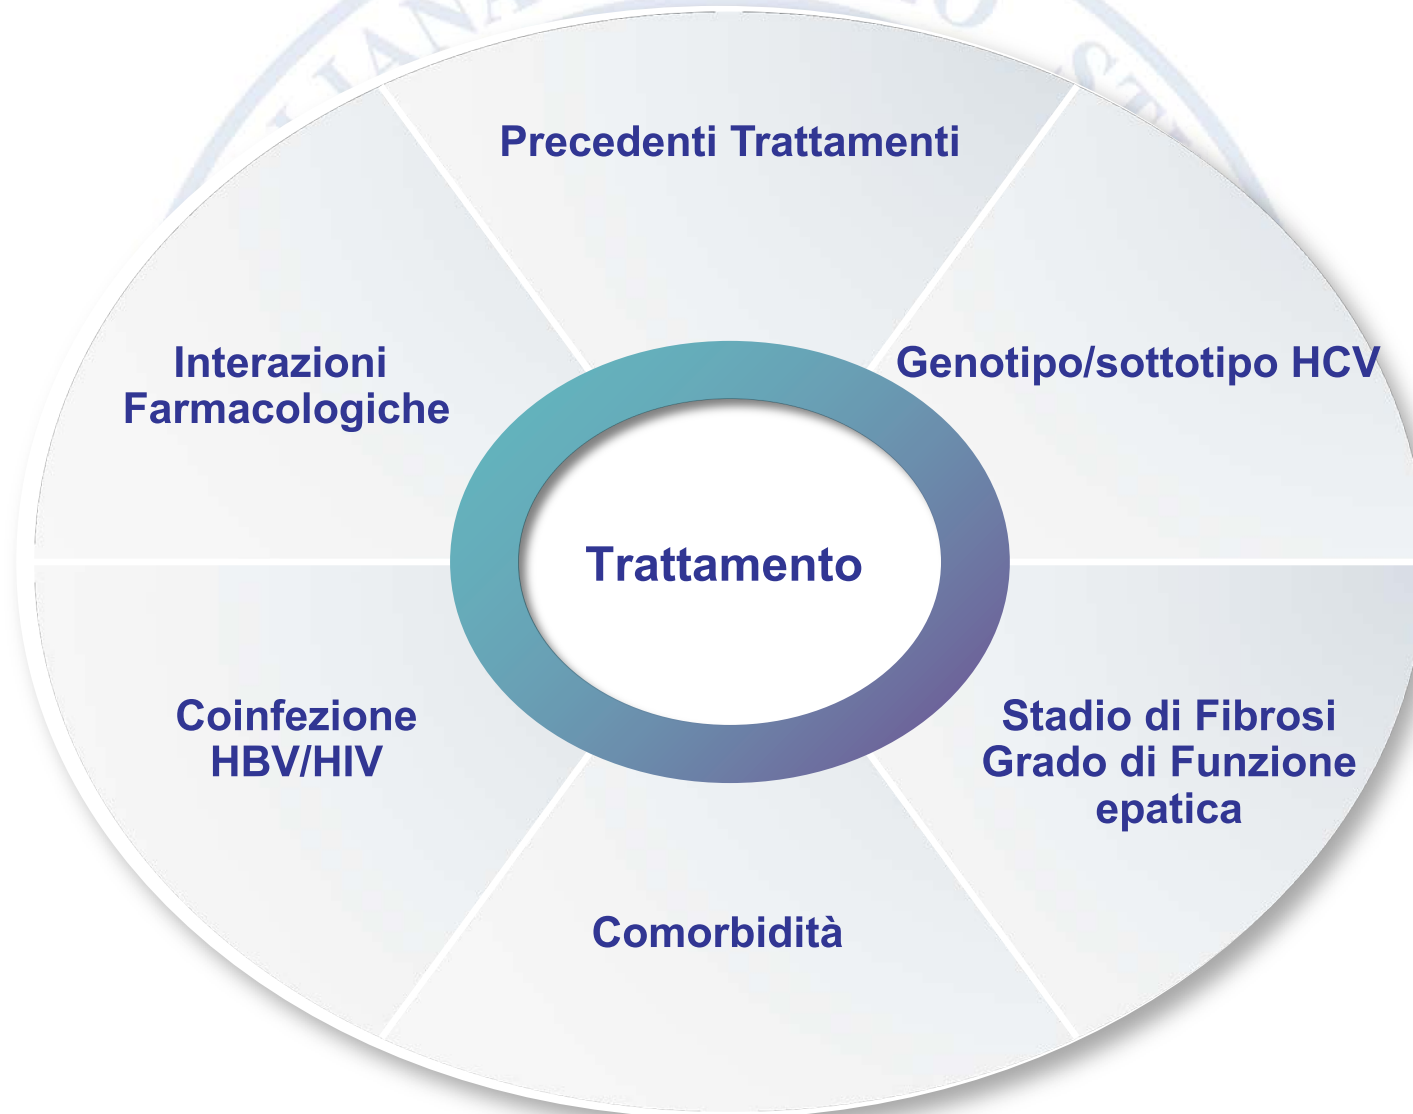 Precedenti Trattamenti
Interazioni
Farmacologiche
Genotipo/sottotipo HCV
Trattamento
Coinfezione
HBV/HIV
Stadio di Fibrosi
Grado di Funzione
epatica
Comorbidità